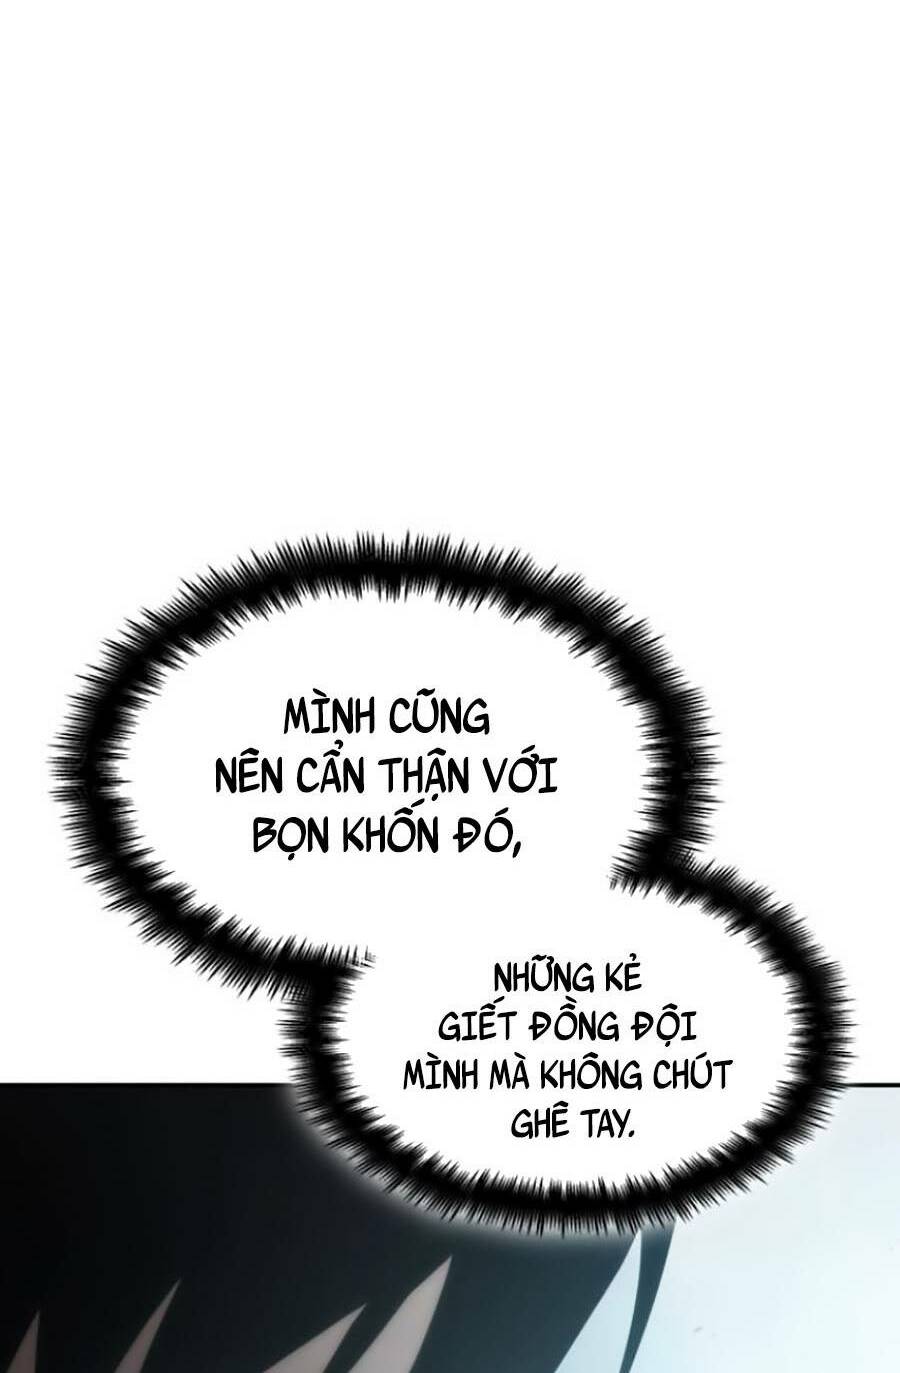 MÌNH CŨNG
NÊN CẨN THẬN VỚI
BỌN KHỐN ĐÓ,
NHỮNG KẺ
GIẾT ĐỒNG ĐỘI
MÌNH MÀ KHÔNG CHÚT
GHÊ TAY.